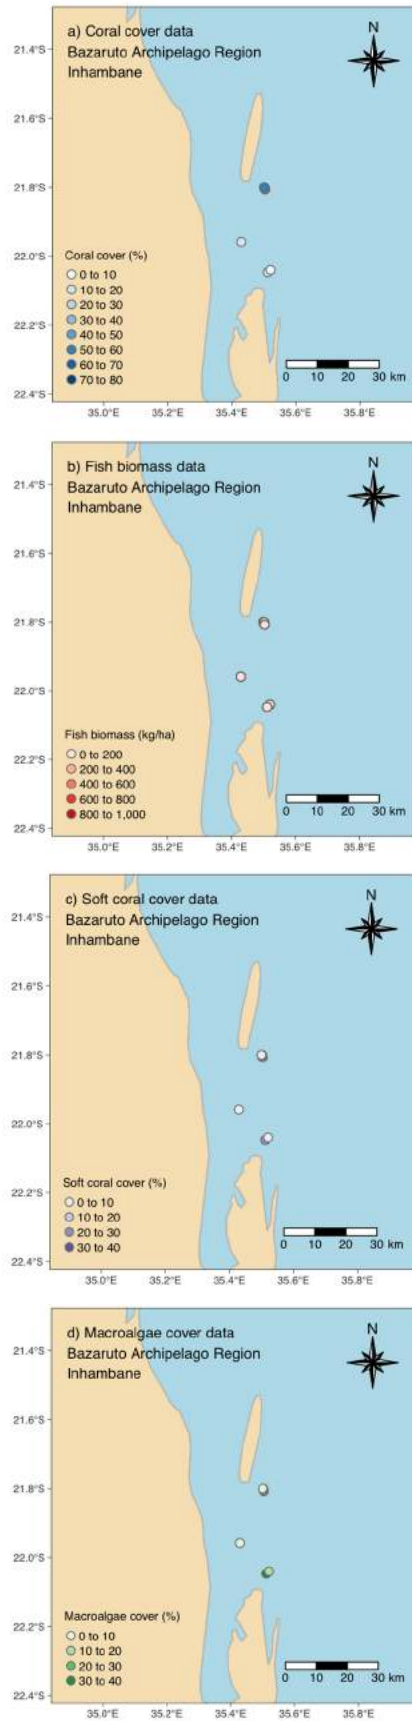 a) Coral cover data
Bazaruto Archipelago Region
Inhambane
N
21.4°S
21.6°S
21.8°S
22.0°S
22.2°S
22.4°S
Coral cover (%)
0 to 10
10 to 20
20 to 30
30 to 40
40 to 50
50 to 60
60 to 70
70 to 80
0 10 20 30 km
35.0°E 35.2°E 35.4°E 35.6°E 35.8°E
b) Fish biomass data
Bazaruto Archipelago Region
Inhambane
N
21.4°S
21.6°S
21.8°S
22.0°S
22.2°S
22.4°S
Fish biomass (kg/ha)
0 to 200
200 to 400
400 to 600
600 to 800
800 to 1,000
0 10 20 30 km
35.0°E 35.2°E 35.4°E 35.6°E 35.8°E
c) Soft coral cover data
Bazaruto Archipelago Region
Inhambane
N
21.4°S
21.6°S
21.8°S
22.0°S
22.2°S
22.4°S
Soft coral cover (%)
0 to 10
10 to 20
20 to 30
30 to 40
0 10 20 30 km
35.0°E 35.2°E 35.4°E 35.6°E 35.8°E
d) Macroalgae cover data
Bazaruto Archipelago Region
Inhambane
N
21.4°S
21.6°S
21.8°S
22.0°S
22.2°S
22.4°S
Macroalgae cover (%)
0 to 10
10 to 20
20 to 30
30 to 40
0 10 20 30 km
35.0°E 35.2°E 35.4°E 35.6°E 35.8°E